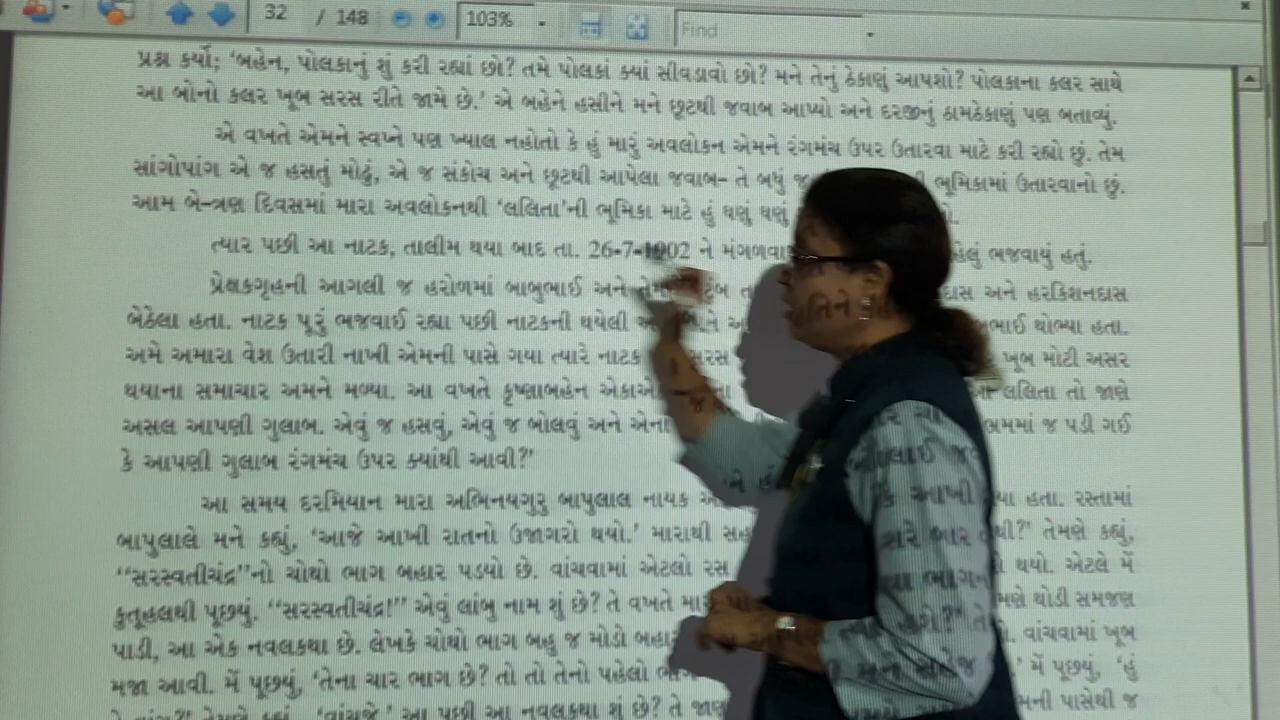 32 / 148 103% Find
પ્રશ્ન કર્યો; ‘બહેન, પોલકાનું શું કરી રહ્યાં છો? તમે પોલકાં ક્યાં સીવડાવો છો? મને તેનું ઠેકાણું આપશો? પોલકાના કલર સાથે
આ બોનો કલર ખૂબ સરસ રીતે જામે છે.’ એ બહેને હસીને મને છૂટથી જવાબ આપ્યો અને દરજીનું ઠામઠેકાણું પણ બતાવ્યું.
એ વખતે એમને સ્વપ્ને પણ ખ્યાલ નહોતો કે હું મારું અવલોકન એમને રંગમંચ ઉપર ઉતારવા માટે કરી રહ્યો છું. તેમ
સાંગોપાંગ એ જ હસતું મોઢું, એ જ સંકોચ અને છૂટથી આપેલા જવાબ– તે બધું જ ભૂમિકામાં ઉતારવાનો છું.
આમ બે-ત્રણ દિવસમાં મારા અવલોકનથી ‘લલિતા’ની ભૂમિકા માટે હું ઘણું ઘણું
ત્યાર પછી આ નાટક, તાલીમ થયા બાદ તા. 26-7-1902 ને ભજવાયું હતું.
પ્રેક્ષકગૃહની આગલી જ હરોળમાં બાબુભાઈ અને અને હરકિશનદાસ
બેઠેલા હતા. નાટક પૂરું ભજવાઈ રહ્યા પછી નાટકની થયેલી થોભ્યા હતા.
અમે અમારા વેશ ઉતારી નાખી એમની પાસે ગયા ત્યારે નાટક ખૂબ મોટી અસર
થયાના સમાચાર અમને મળ્યા. આ વખતે કૃષ્ણાબહેન લલિતા તો જાણે
અસલ આપણી ગુલાબ. એવું જ હસવું, એવું જ બોલવું અને એના જ પડી ગઈ
કે આપણી ગુલાબ રંગમંચ ઉપર ક્યાંથી આવી?’
આ સમય દરમિયાન મારા અભિનયગુરુ બાપુલાલ નાયક હતા. રસ્તામાં
બાપુલાલે મને કહ્યું, ‘આજે આખી રાતનો ઉજાગરો થયો.’ મારાથી તેમણે કહ્યું,
“સરસ્વતીચંદ્ર”નો ચોથો ભાગ બહાર પડ્યો છે. વાંચવામાં એટલો રસ થયો. એટલે મેં
કુતૂહલથી પૂછ્યું. “સરસ્વતીચંદ્ર!” એવું લાંબુ નામ શું છે? તે વખતે થોડી સમજણ
પાડી, આ એક નવલકથા છે. લેખકે ચોથો ભાગ બહુ જ મોડો વાંચવામાં ખૂબ
મજા આવી. મેં પૂછ્યું, ‘તેના ચાર ભાગ છે? તો તો તેનો પહેલો મેં પૂછ્યું, ‘હું
આ પછી આ નવલકથા શું છે? તે પાસેથી જ